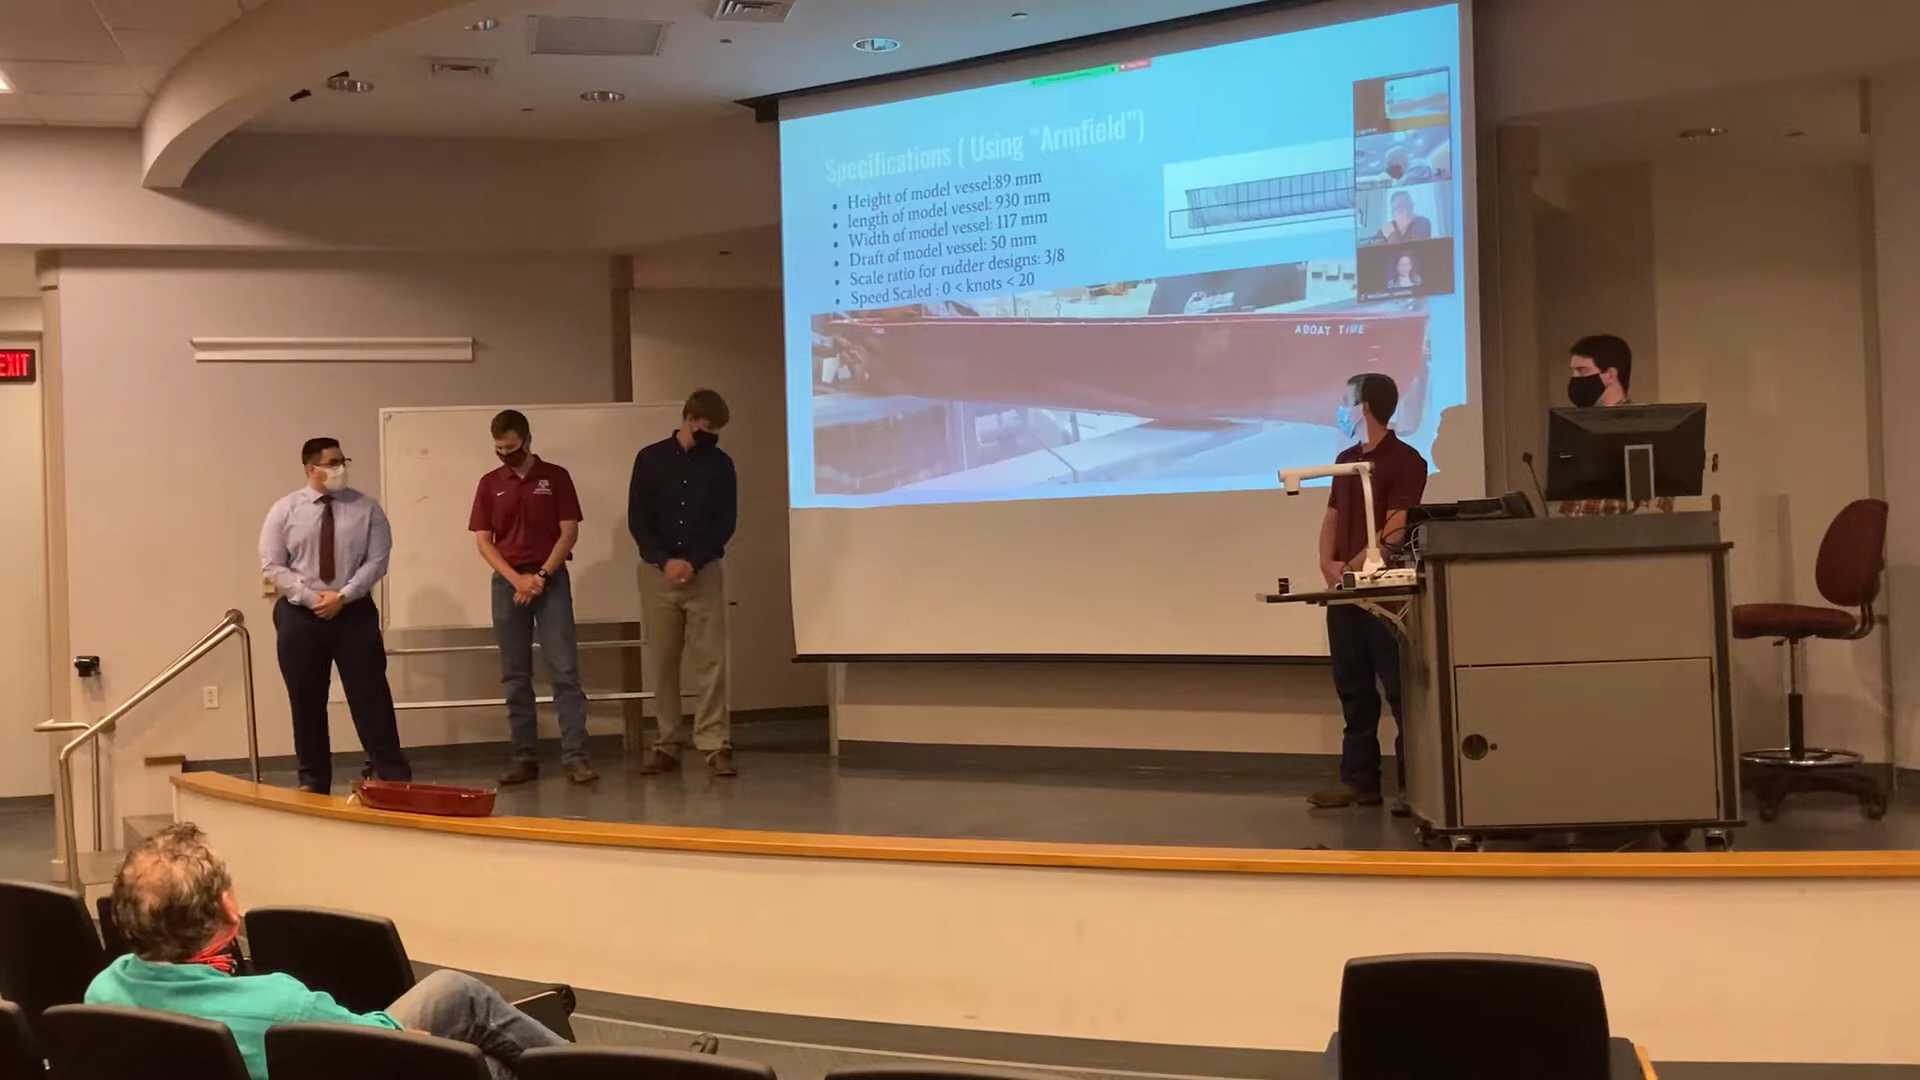 Specifications ( Using "Armfield")
Height of model vessel:89 mm
length of model vessel: 930 mm
Width of model vessel: 117 mm
Draft of model vessel: 50 mm
Scale ratio for rudder designs: 3/8
Speed Scaled : 0 < knots < 20
ABOAT TIME
EXIT